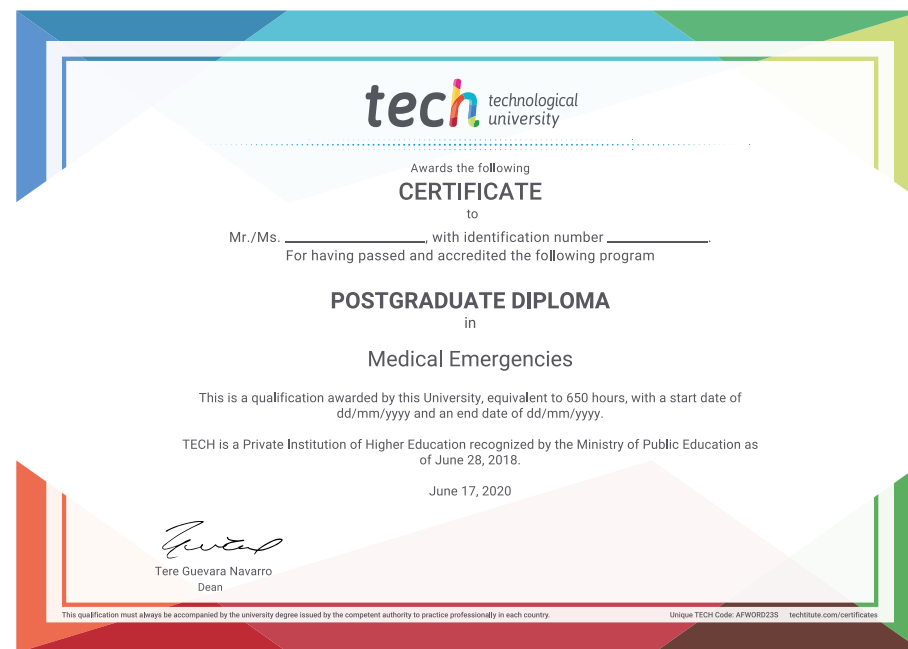 tech technological
university
Awards the following
CERTIFICATE
to
Mr./Ms. ____________________, with identification number ______________.
For having passed and accredited the following program
POSTGRADUATE DIPLOMA
in
Medical Emergencies
This is a qualification awarded by this University, equivalent to 650 hours, with a start date of
dd/mm/yyyy and an end date of dd/mm/yyyy.
TECH is a Private Institution of Higher Education recognized by the Ministry of Public Education as
of June 28, 2018.
June 17, 2020
Tere Guevara Navarro
Dean
This qualification must always be accompanied by the university degree issued by the competent authority to practice professionally in each country.
Unique TECH Code: AFWORD23S techtitute.com/certificates